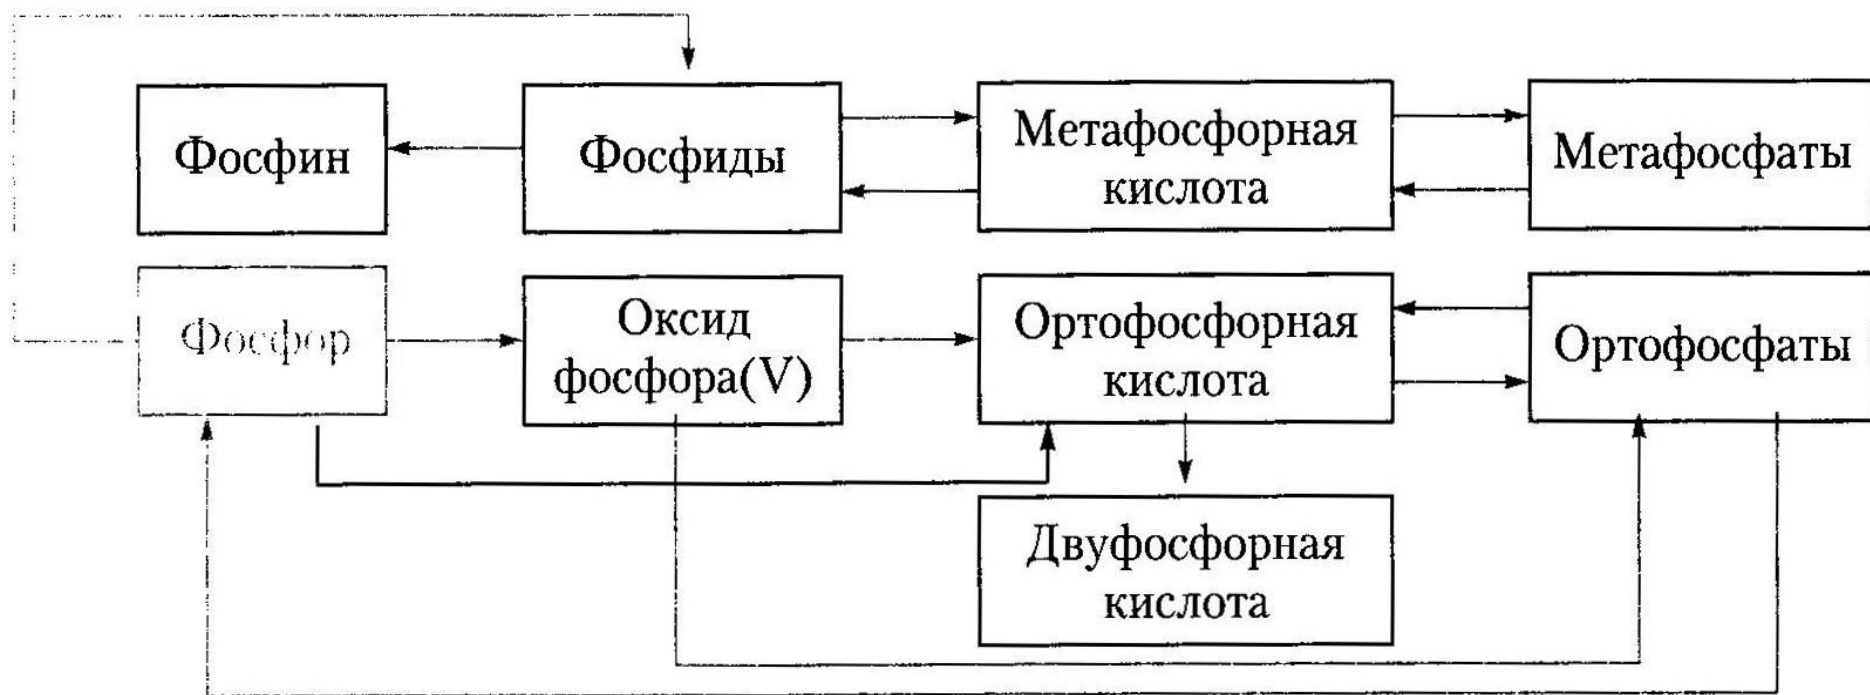 Фосфин
Фосфиды
Метафосфорная
кислота
Метафосфаты
Фосфор
Оксид
фосфора(V)
Ортофосфорная
кислота
Ортофосфаты
Двуфосфорная
кислота